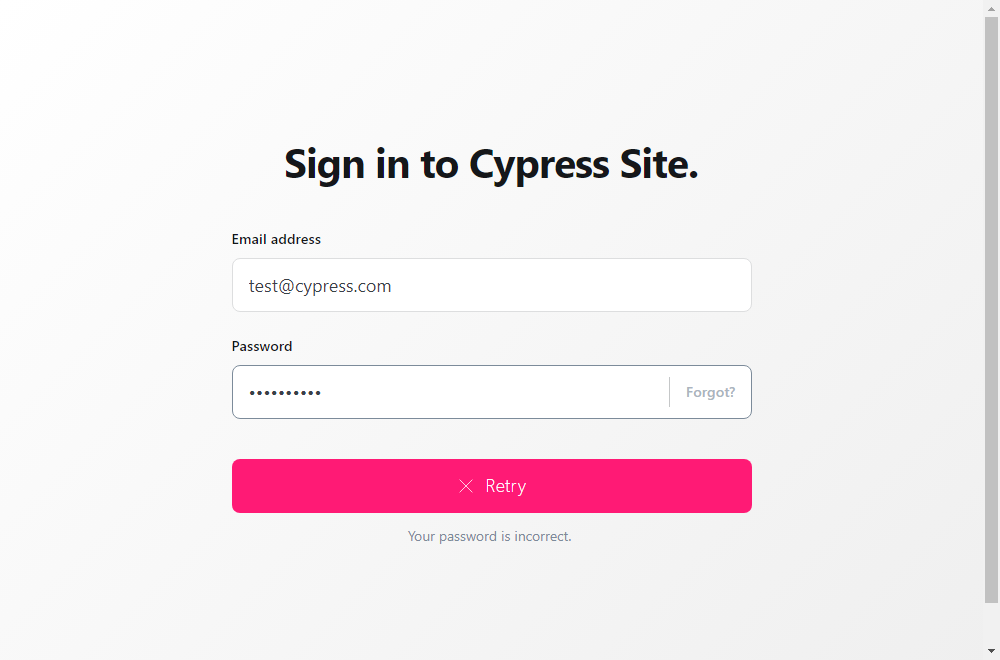 Sign in to Cypress Site.
Email address
test@cypress.com
Password
•••••••••• Forgot?
Retry
Your password is incorrect.